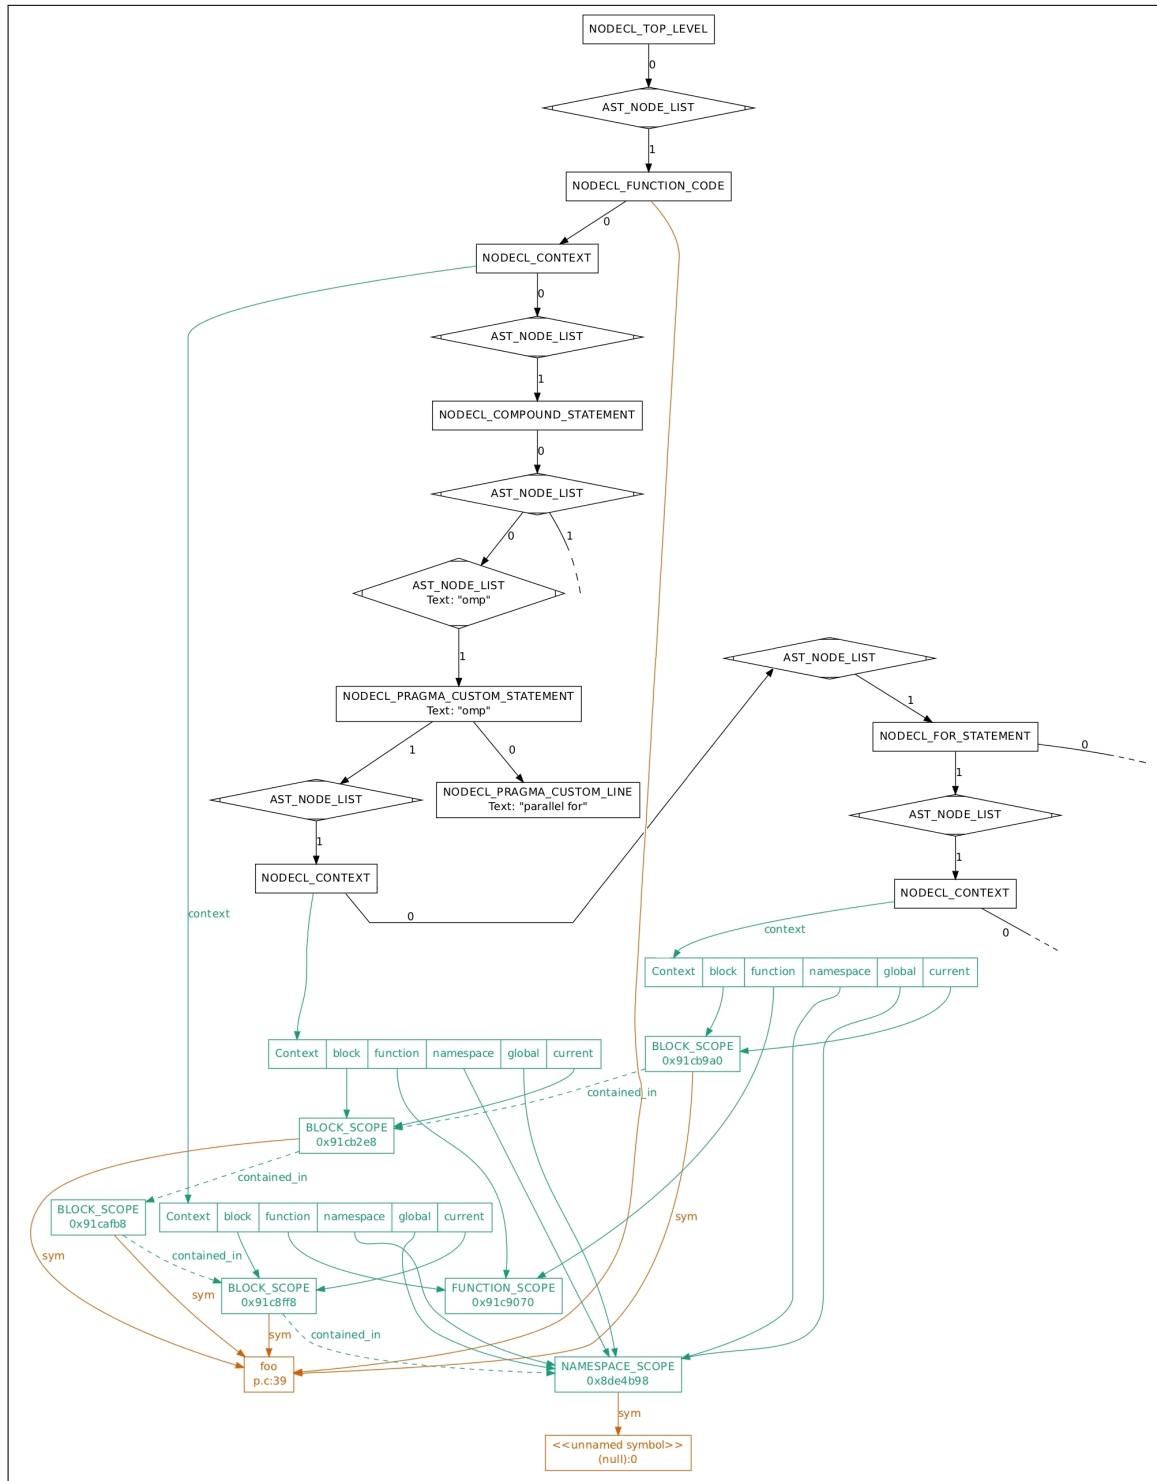 NODECL_TOP_LEVEL
0
AST_NODE_LIST
1
NODECL_FUNCTION_CODE
0
NODECL_CONTEXT
0
AST_NODE_LIST
1
NODECL_COMPOUND_STATEMENT
0
AST_NODE_LIST
0
1
AST_NODE_LIST
Text: "omp"
1
AST_NODE_LIST
1
NODECL_PRAGMA_CUSTOM_STATEMENT
Text: "omp"
NODECL_FOR_STATEMENT
0
1
0
1
AST_NODE_LIST
NODECL_PRAGMA_CUSTOM_LINE
Text: "parallel for"
AST_NODE_LIST
1
1
NODECL_CONTEXT
NODECL_CONTEXT
0
context
context
0
Context block function namespace global current
Context block function namespace global current
BLOCK_SCOPE
0x91cb9a0
contained_in
BLOCK_SCOPE
0x91cb2e8
contained_in
BLOCK_SCOPE
0x91cafb8
Context block function namespace global current
sym
sym
contained_in
BLOCK_SCOPE
0x91c8ff8
FUNCTION_SCOPE
0x91c9070
sym
sym
contained_in
foo
p.c:39
NAMESPACE_SCOPE
0x8de4b98
sym
<<unnamed symbol>>
(null):0